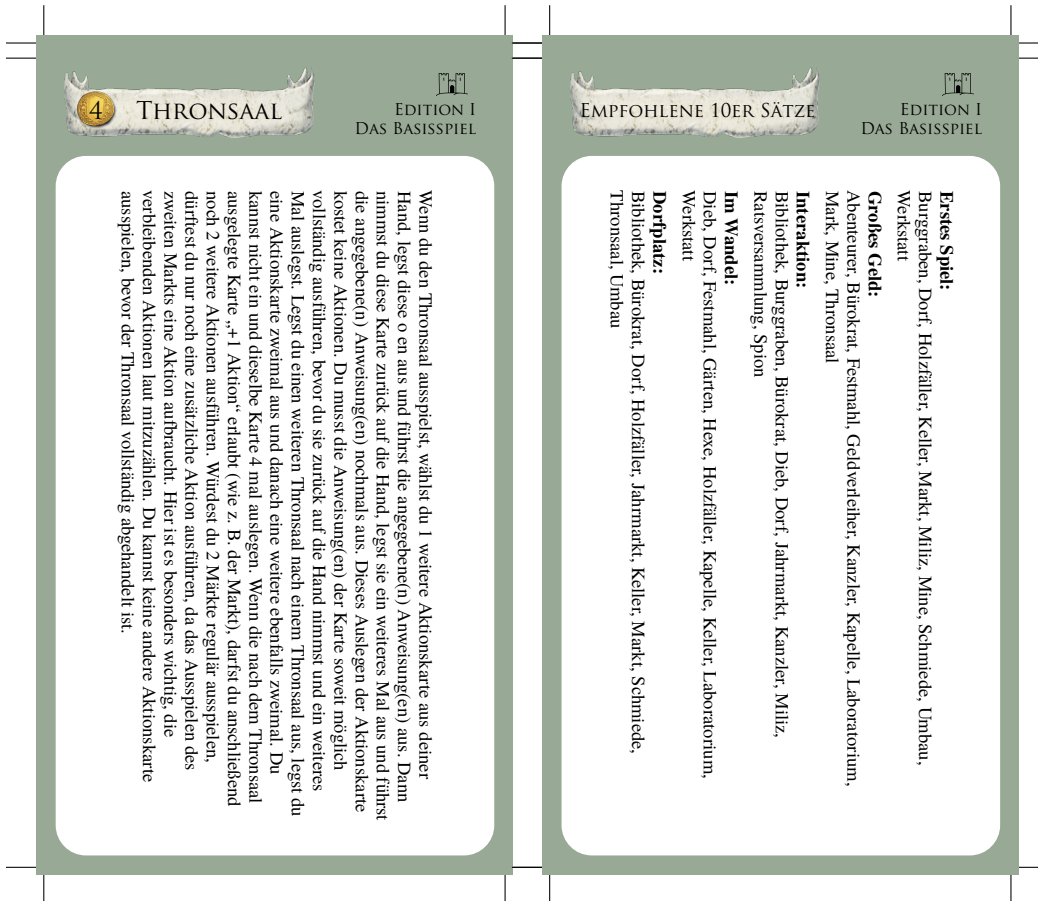 4 THRONSAAL
EDITION I
DAS BASISSPIEL
Wenn du den Thronsaal ausspielst, wählst du 1 weitere Aktionskarte aus deiner
Hand, legst diese o en aus und führst die angegebene(n) Anweisung(en) aus. Dann
nimmst du diese Karte zurück auf die Hand, legst sie ein weiteres Mal aus und führst
die angegebene(n) Anweisung(en) nochmals aus. Dieses Auslegen der Aktionskarte
kostet keine Aktionen. Du musst die Anweisung(en) der Karte soweit möglich
vollständig ausführen, bevor du sie zurück auf die Hand nimmst und ein weiteres
Mal auslegst. Legst du einen weiteren Thronsaal nach einem Thronsaal aus, legst du
eine Aktionskarte zweimal aus und danach eine weitere ebenfalls zweimal. Du
kannst nicht ein und dieselbe Karte 4 mal auslegen. Wenn die nach dem Thronsaal
ausgelegte Karte „+1 Aktion“ erlaubt (wie z. B. der Markt), darfst du anschließend
noch 2 weitere Aktionen ausführen. Würdest du 2 Märkte regulär ausspielen,
dürftest du nur noch eine zusätzliche Aktion ausführen, da das Ausspielen des
zweiten Markts eine Aktion aufbraucht. Hier ist es besonders wichtig, die
verbleibenden Aktionen laut mitzuzählen. Du kannst keine andere Aktionskarte
ausspielen, bevor der Thronsaal vollständig abgehandelt ist.
EMPFOHLENE 10ER SÄTZE
EDITION I
DAS BASISSPIEL
Erstes Spiel:
Burggraben, Dorf, Holzfäller, Keller, Markt, Miliz, Mine, Schmiede, Umbau,
Werkstatt
Großes Geld:
Abenteurer, Bürokrat, Festmahl, Geldverleiher, Kanzler, Kapelle, Laboratorium,
Mark, Mine, Thronsaal
Interaktion:
Bibliothek, Burggraben, Bürokrat, Dieb, Dorf, Jahrmarkt, Kanzler, Miliz,
Ratsversammlung, Spion
Im Wandel:
Dieb, Dorf, Festmahl, Gärten, Hexe, Holzfäller, Kapelle, Keller, Laboratorium,
Werkstatt
Dorfplatz:
Bibliothek, Bürokrat, Dorf, Holzfäller, Jahrmarkt, Keller, Markt, Schmiede,
Thronsaal, Umbau